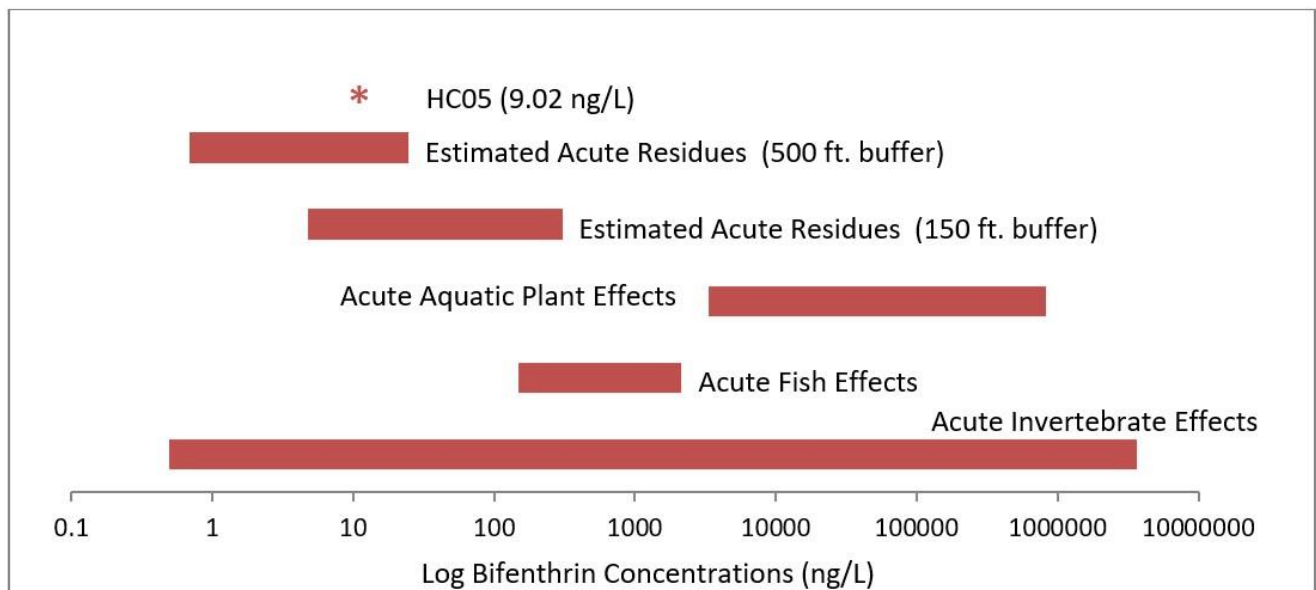 * HC05 (9.02 ng/L)
Estimated Acute Residues (500 ft. buffer)
Estimated Acute Residues (150 ft. buffer)
Acute Aquatic Plant Effects
Acute Fish Effects
Acute Invertebrate Effects
0.1 1 10 100 1000 10000 100000 1000000 10000000
Log Bifenthrin Concentrations (ng/L)